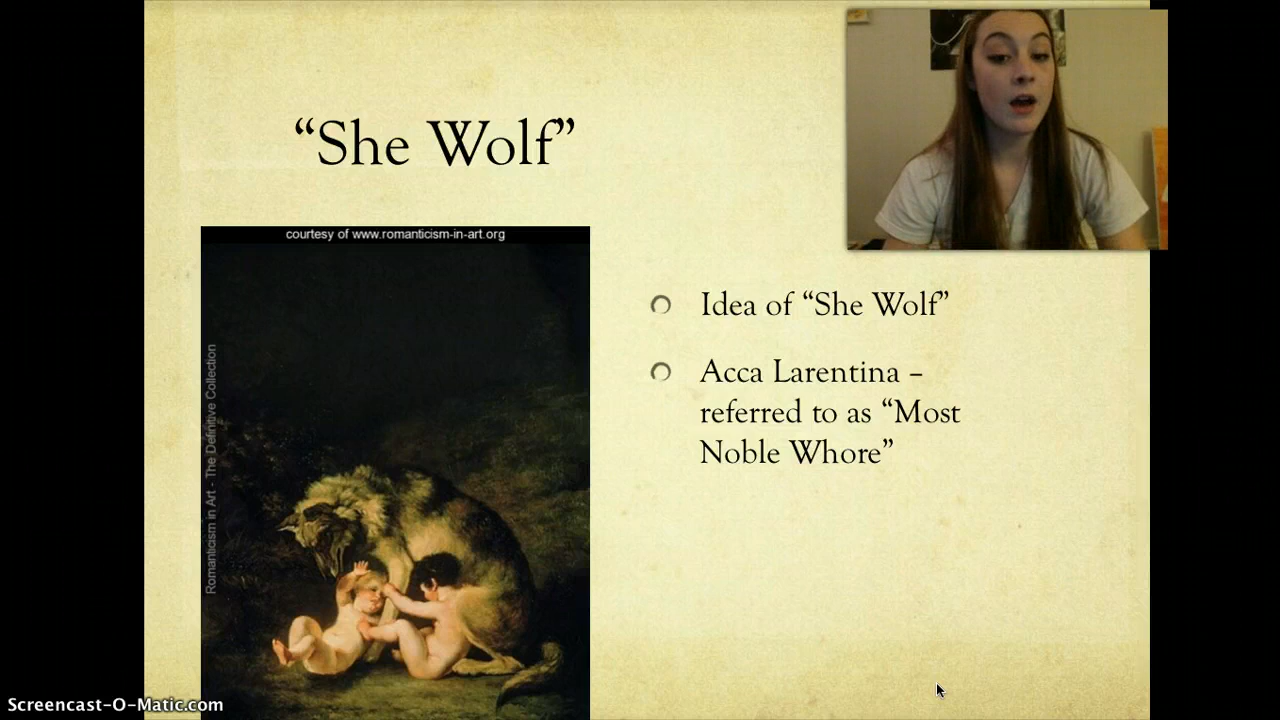 “She Wolf”
courtesy of www.romanticism-in-art.org
Romanticism in Art - The Definitive Collection
Idea of “She Wolf”
Acca Larentina –
referred to as “Most
Noble Whore”
Screencast-O-Matic.com